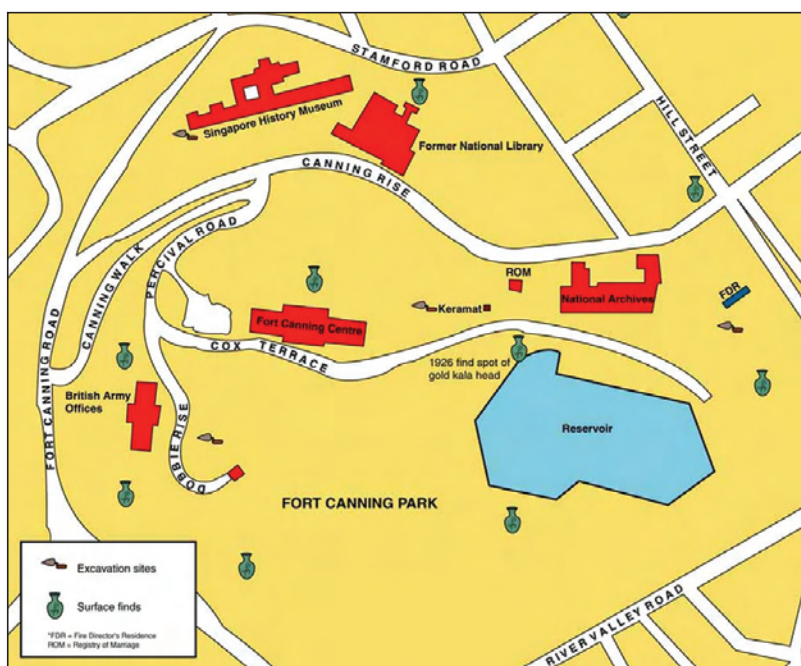 STAMFORD ROAD
HILL STREET
Singapore History Museum
Former National Library
CANNING RISE
CANNING WALK
PERCIVAL ROAD
FORT CANNING ROAD
ROM
National Archives
FDR
Keramat
Fort Canning Centre
COX TERRACE
1926 find spot of
gold kala head
British Army
Offices
Reservoir
DOBBIE RISE
FORT CANNING PARK
Excavation sites
Surface finds
*FDR = Fire Director's Residence
ROM = Registry of Marriage
RIVER VALLEY ROAD